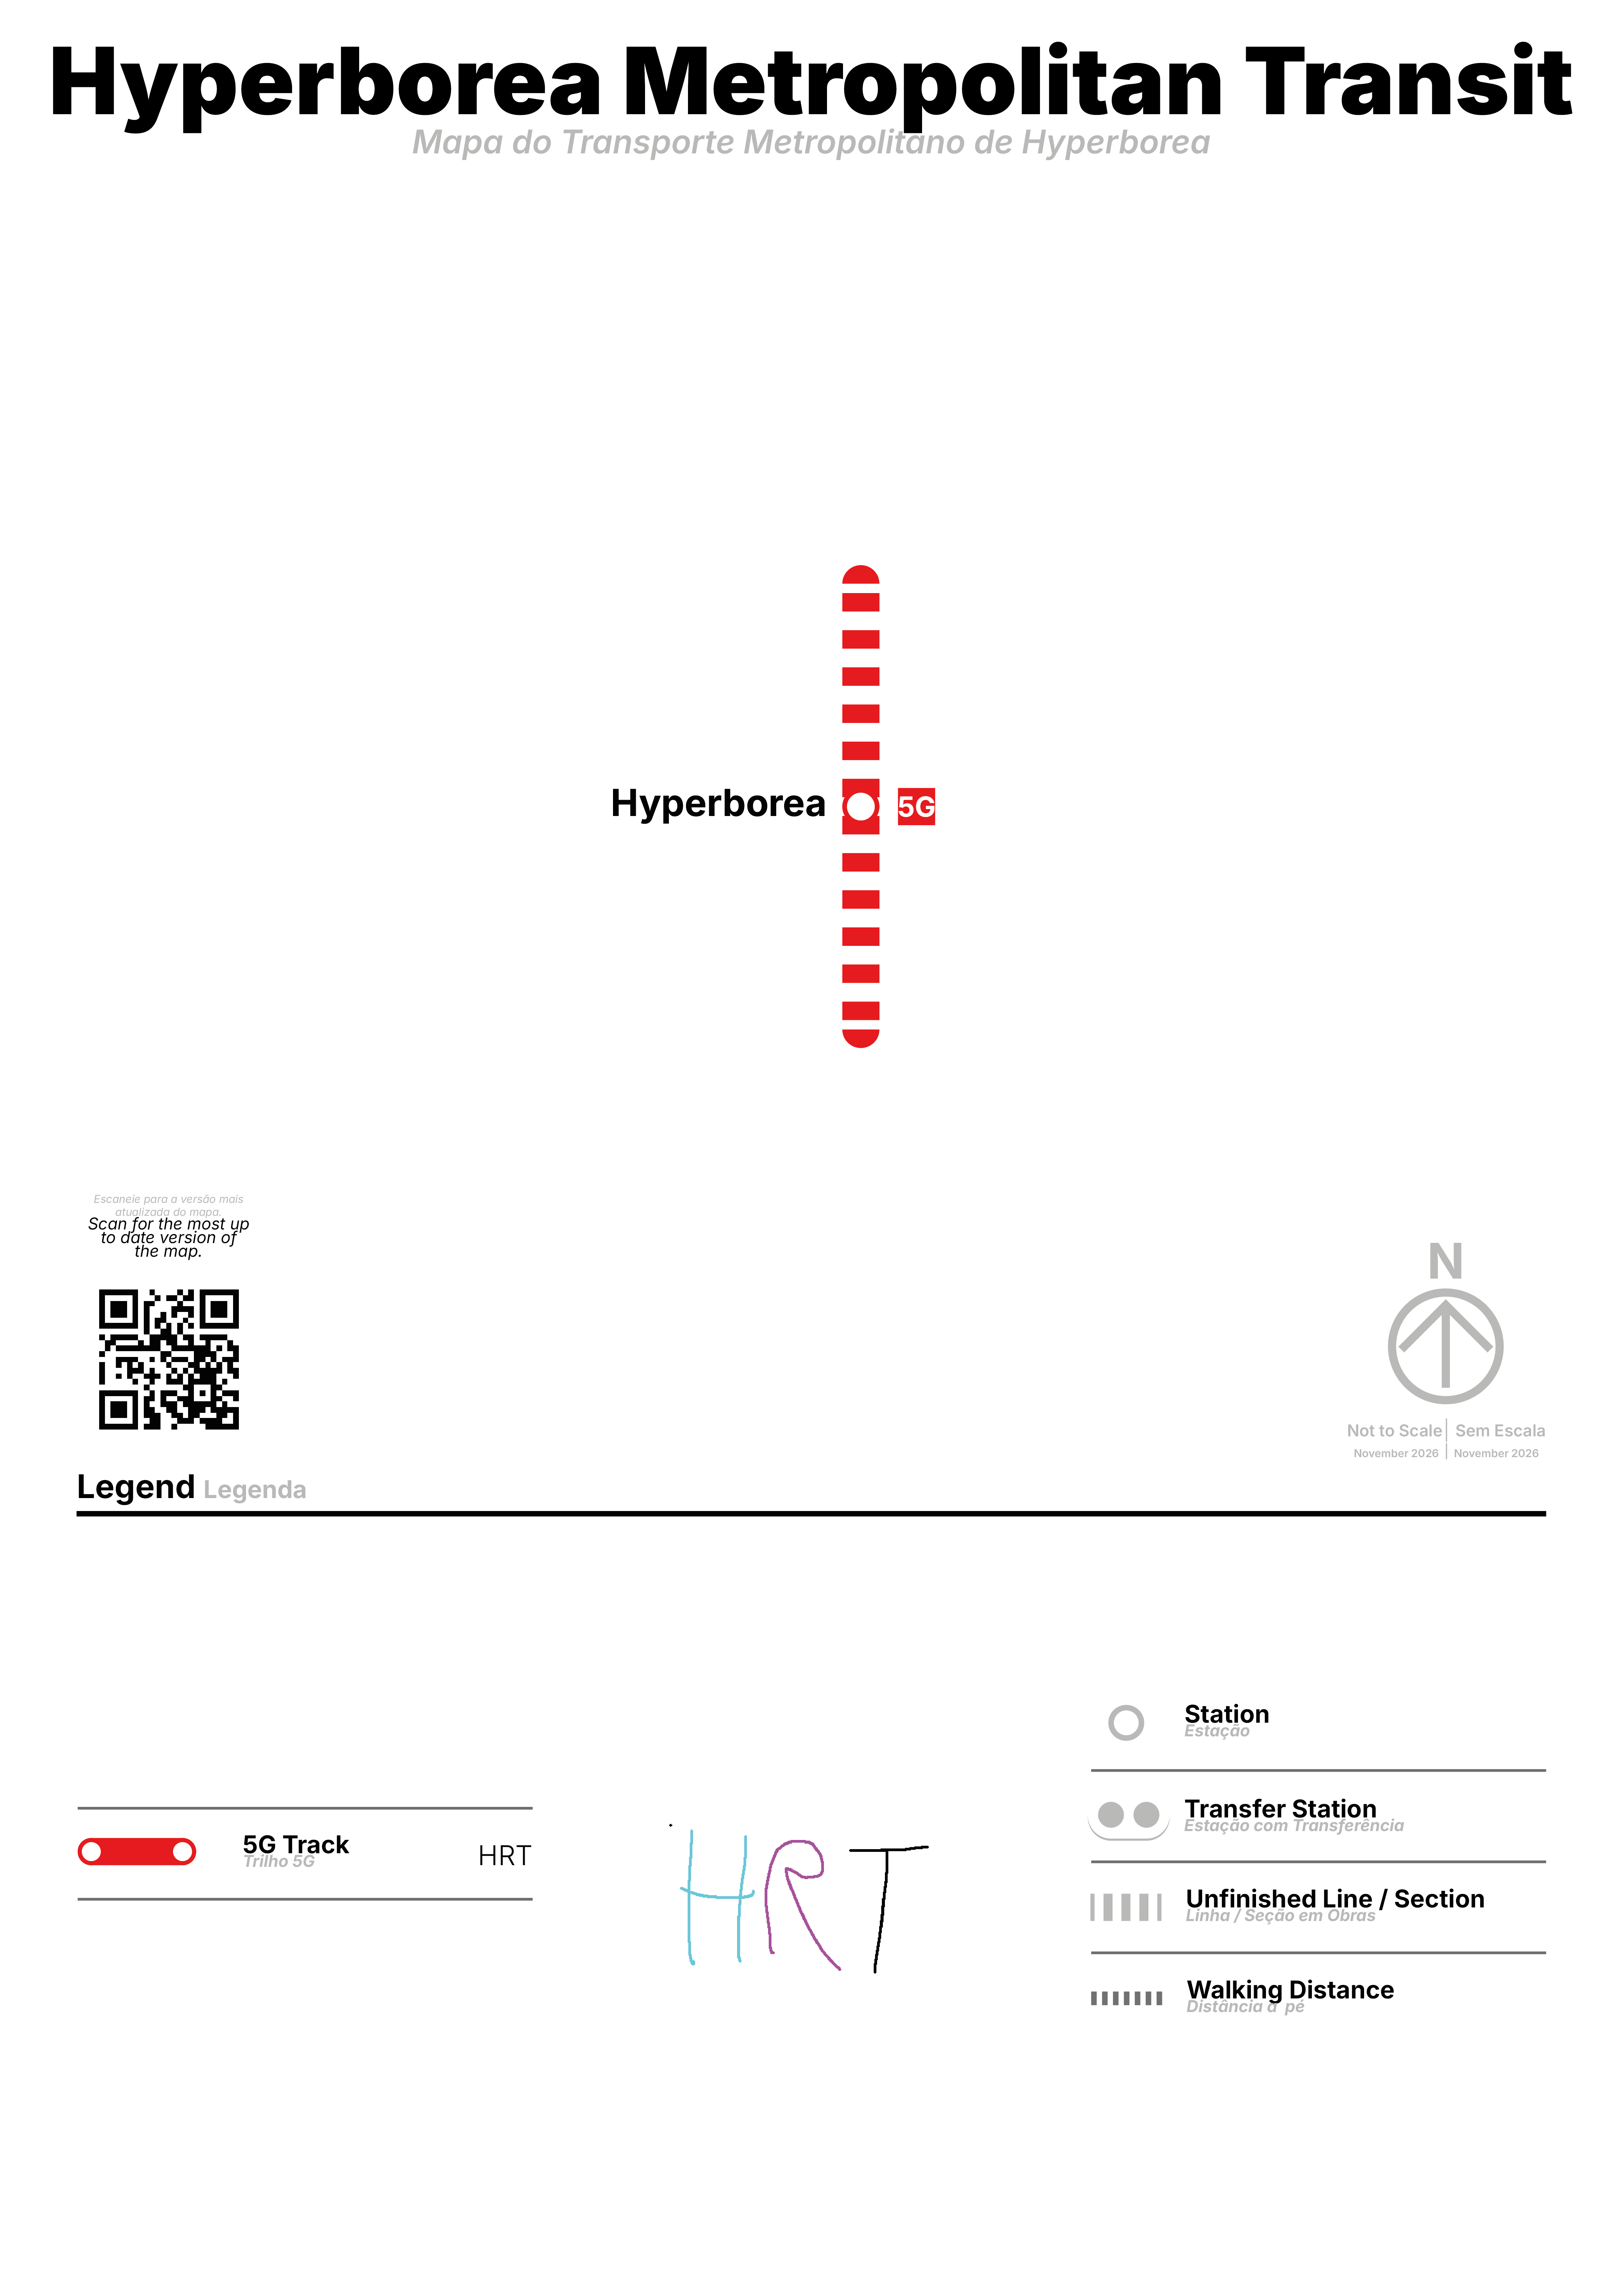 Hyperborea Metropolitan Transit
Mapa do Transporte Metropolitano de Hyperborea
Hyperborea
5G
Escaneie para a versão mais
atualizada do mapa.
Scan for the most up
to date version of
the map.
N
Not to Scale | Sem Escala
November 2026 | November 2026
Legend Legenda
5G Track
Trilho 5G
HRT
HRT
Station
Estação
Transfer Station
Estação com Transferência
Unfinished Line / Section
Linha / Seção em Obras
Walking Distance
Distância a pé